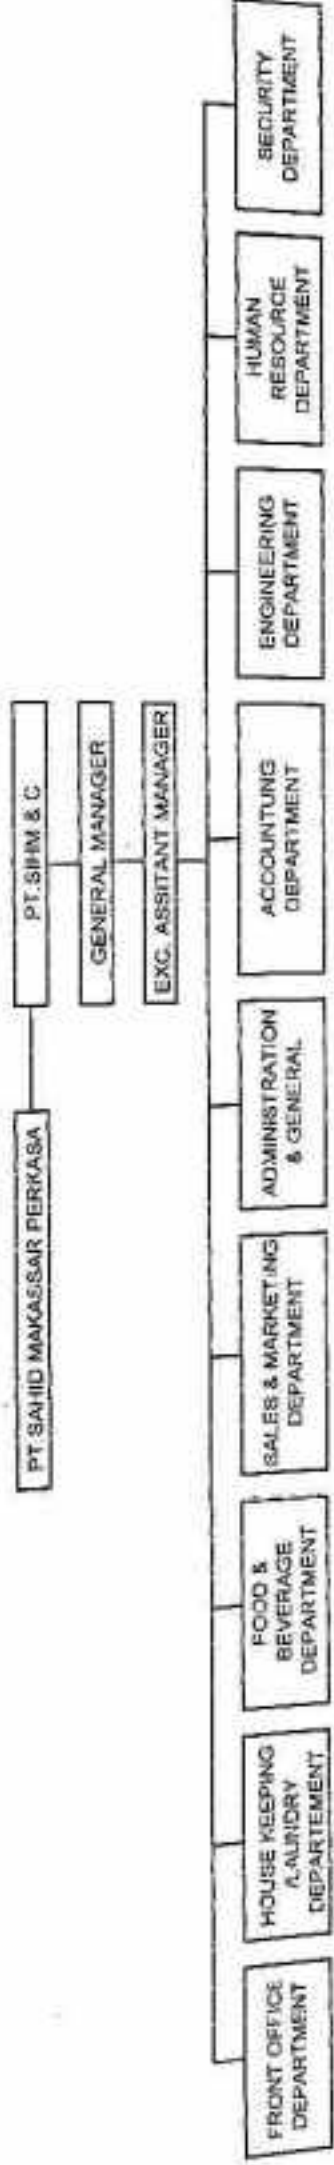 PT. SAHID MAKASSAR PERKASA
PT. SIHM & C
GENERAL MANAGER
EXC. ASSITANT MANAGER
FRONT OFFICE
DEPARTMENT
HOUSE KEEPING
/LAUNDRY
DEPARTEMENT
FOOD &
BEVERAGE
DEPARTMENT
SALES & MARKETING
DEPARTMENT
ADMINISTRATION
& GENERAL
ACCOUNTUNG
DEPARTMENT
ENGINEERING
DEPARTMENT
HUMAN
RESOURCE
DEPARTMENT
SECURITY
DEPARTMENT